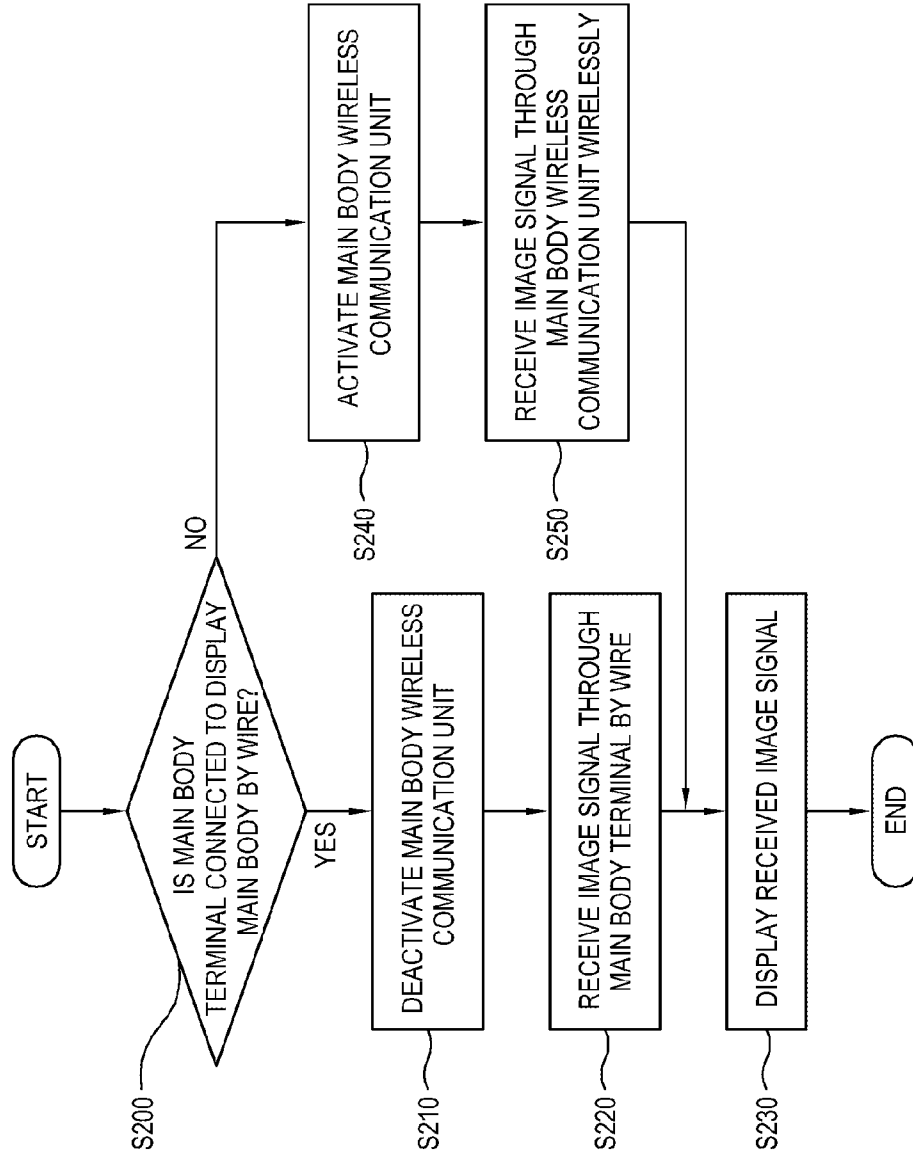 START
S200
IS MAIN BODY
TERMINAL CONNECTED TO DISPLAY
MAIN BODY BY WIRE?
NO
YES
S210
DEACTIVATE MAIN BODY WIRELESS
COMMUNICATION UNIT
S240
ACTIVATE MAIN BODY WIRELESS
COMMUNICATION UNIT
S220
RECEIVE IMAGE SIGNAL THROUGH
MAIN BODY TERMINAL BY WIRE
S250
RECEIVE IMAGE SIGNAL THROUGH
MAIN BODY WIRELESS
COMMUNICATION UNIT WIRELESSLY
S230
DISPLAY RECEIVED IMAGE SIGNAL
END